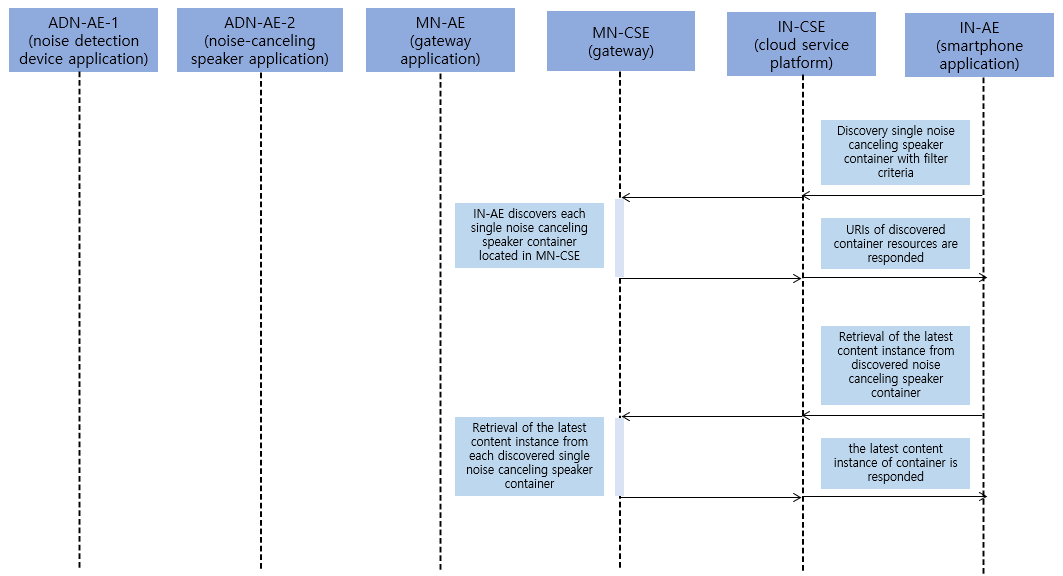 ADN-AE-1
(noise detection
device application)
ADN-AE-2
(noise-canceling
speaker application)
MN-AE
(gateway
application)
MN-CSE
(gateway)
IN-CSE
(cloud service
platform)
IN-AE
(smartphone
application)
Discovery single noise
canceling speaker
container with filter
criteria
IN-AE discovers each
single noise canceling
speaker container
located in MN-CSE
URIs of discovered
container resources are
responded
Retrieval of the latest
content instance from
discovered noise
canceling speaker
container
Retrieval of the latest
content instance from
each discovered single
noise canceling speaker
container
the latest content
instance of container is
responded